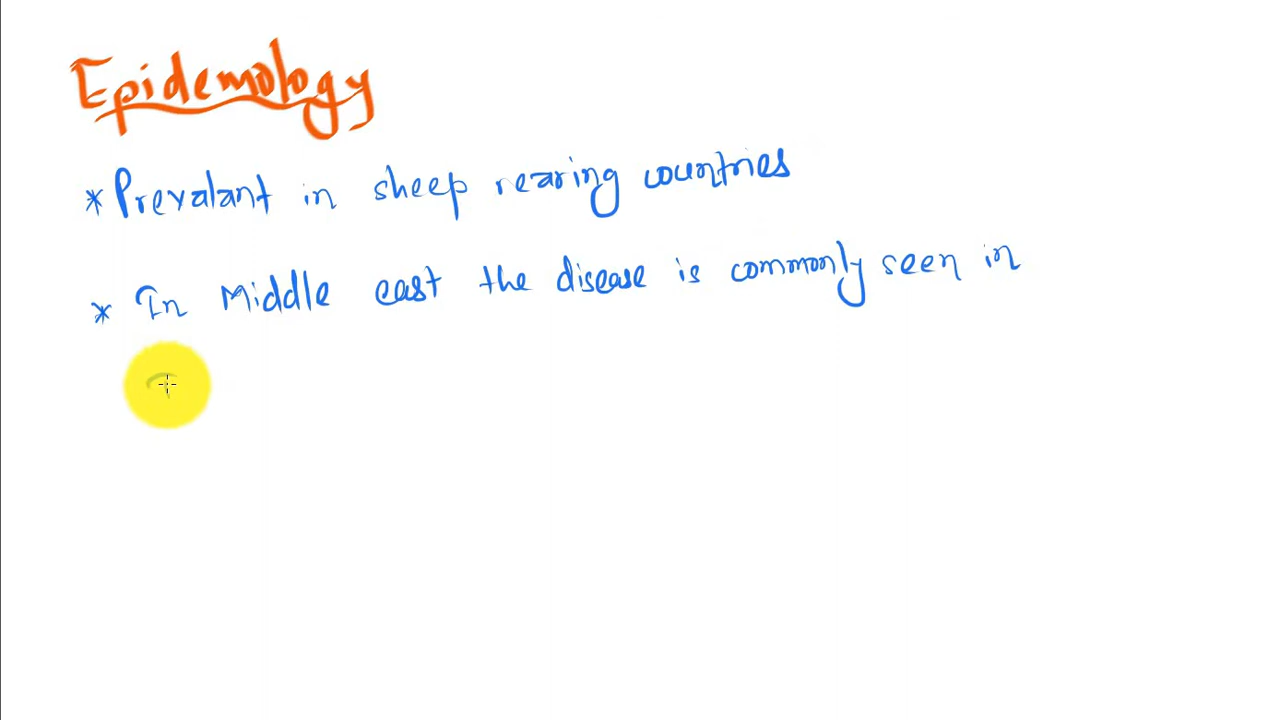 Epidemology
* Prevalant in sheep rearing countries
* In Middle east the disease is commonly seen in